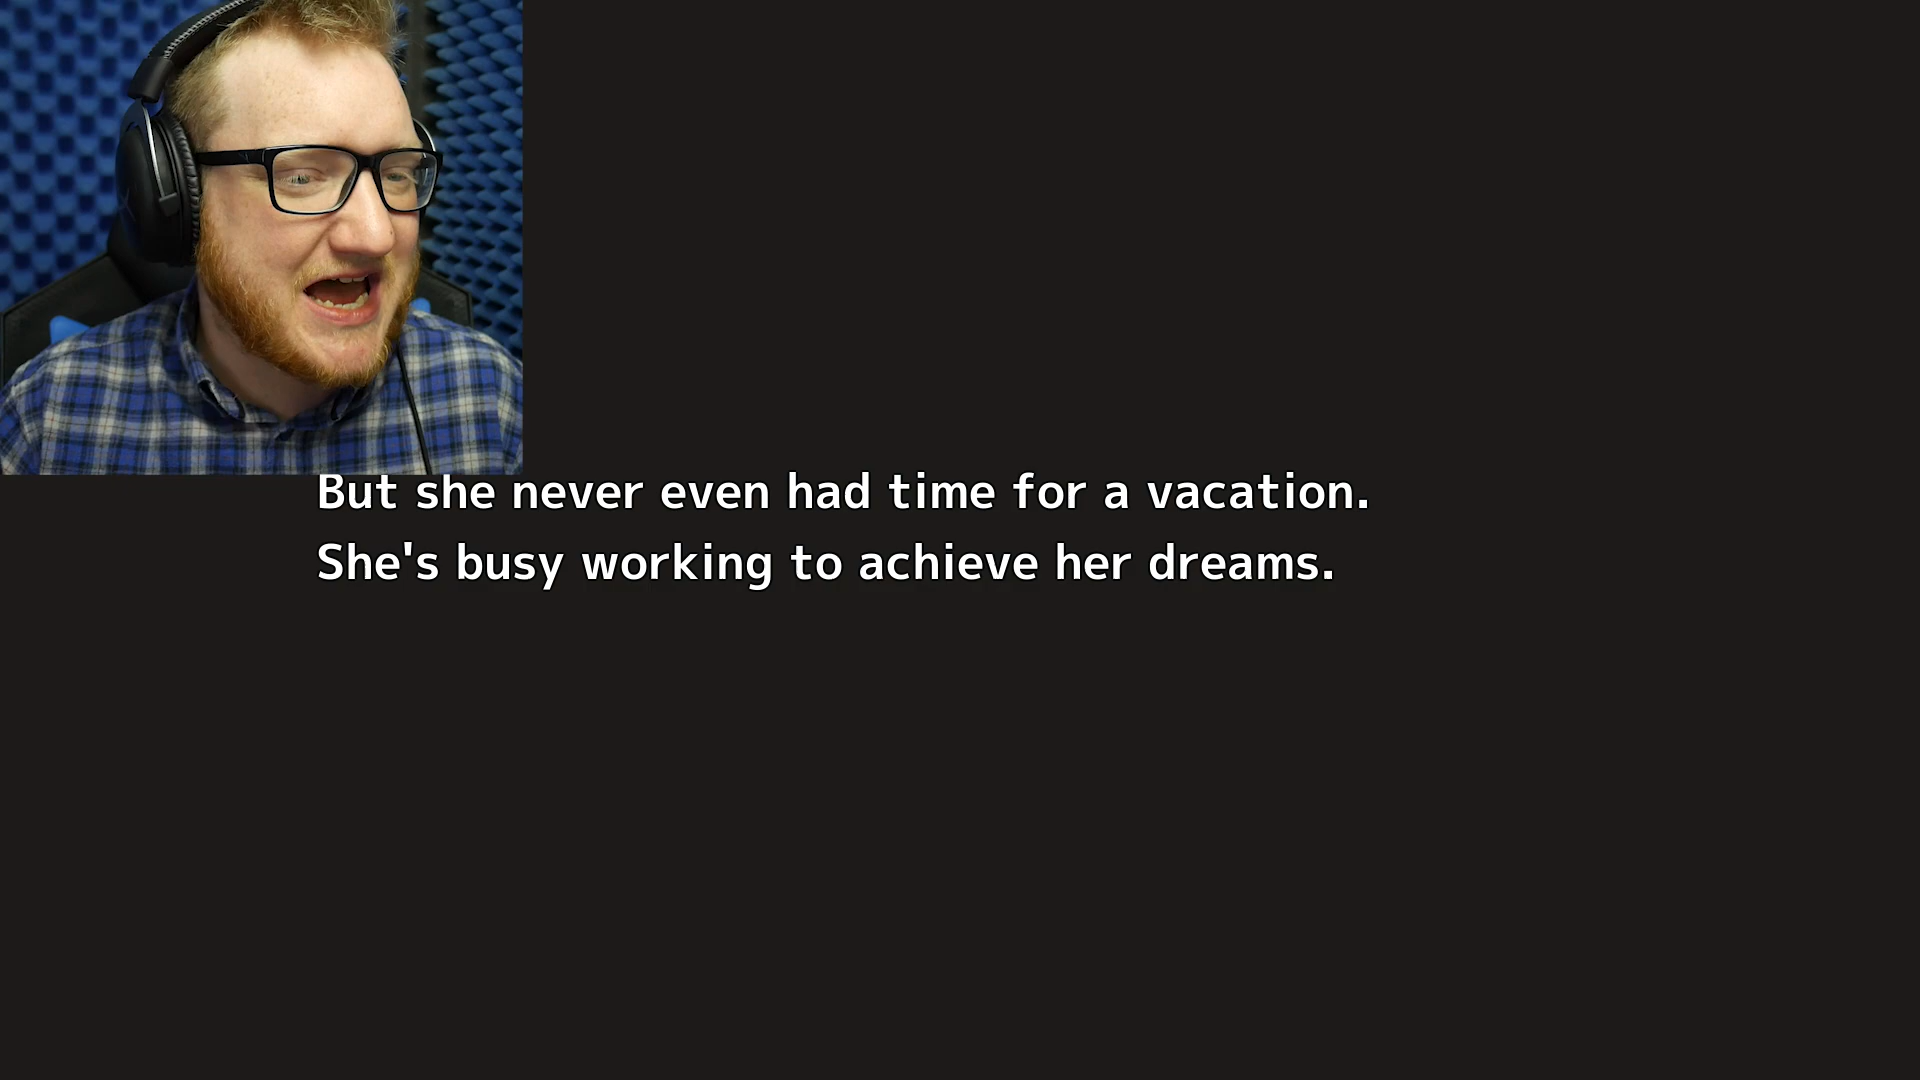 But she never even had time for a vacation.
She's busy working to achieve her dreams.